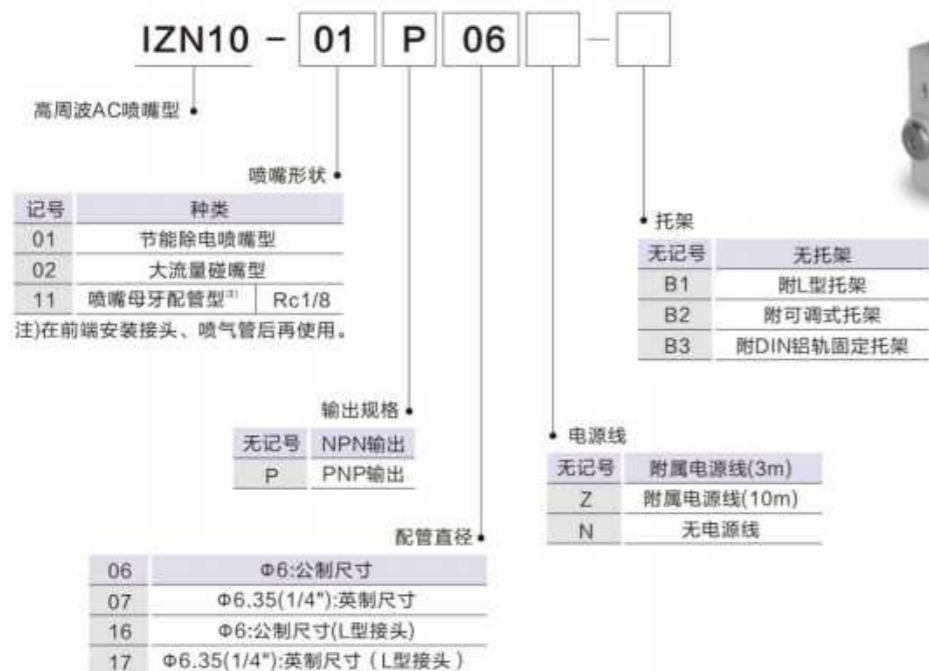 IZN10 - 01 P 06 -
高周波AC喷嘴型
喷嘴形状
记号 种类
01 节能除电喷嘴型
02 大流量碰嘴型
11 喷嘴母牙配管型注) Rc1/8
注)在前端安装接头、喷气管后再使用。
托架
无记号 无托架
B1 附L型托架
B2 附可调式托架
B3 附DIN铝轨固定托架
输出规格
无记号 NPN输出
P PNP输出
电源线
无记号 附属电源线(3m)
Z 附属电源线(10m)
N 无电源线
配管直径
06 Φ6:公制尺寸
07 Φ6.35(1/4"):英制尺寸
16 Φ6:公制尺寸(L型接头)
17 Φ6.35(1/4"):英制尺寸(L型接头)